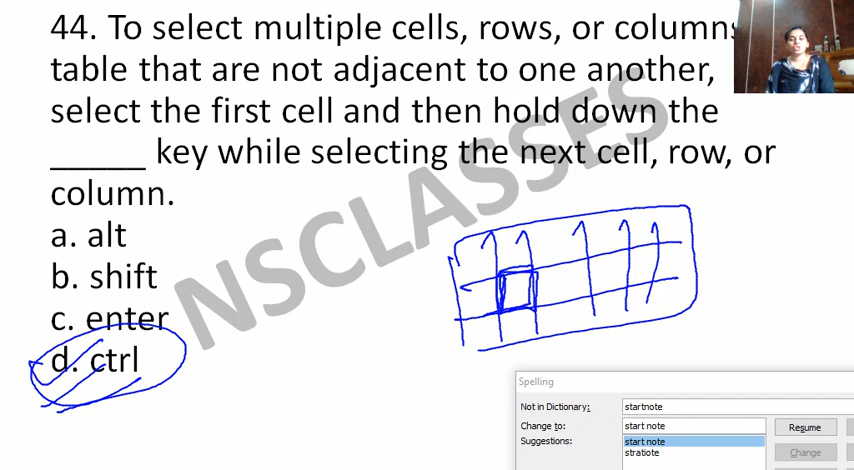 44. To select multiple cells, rows, or columns
table that are not adjacent to one another,
select the first cell and then hold down the
_____ key while selecting the next cell, row, or
column.
a. alt
b. shift
c. enter
d. ctrl
NSCLASSES
Spelling
Not in Dictionary:
startnote
Change to:
start note
Resume
Suggestions:
start note
stratiote
Change